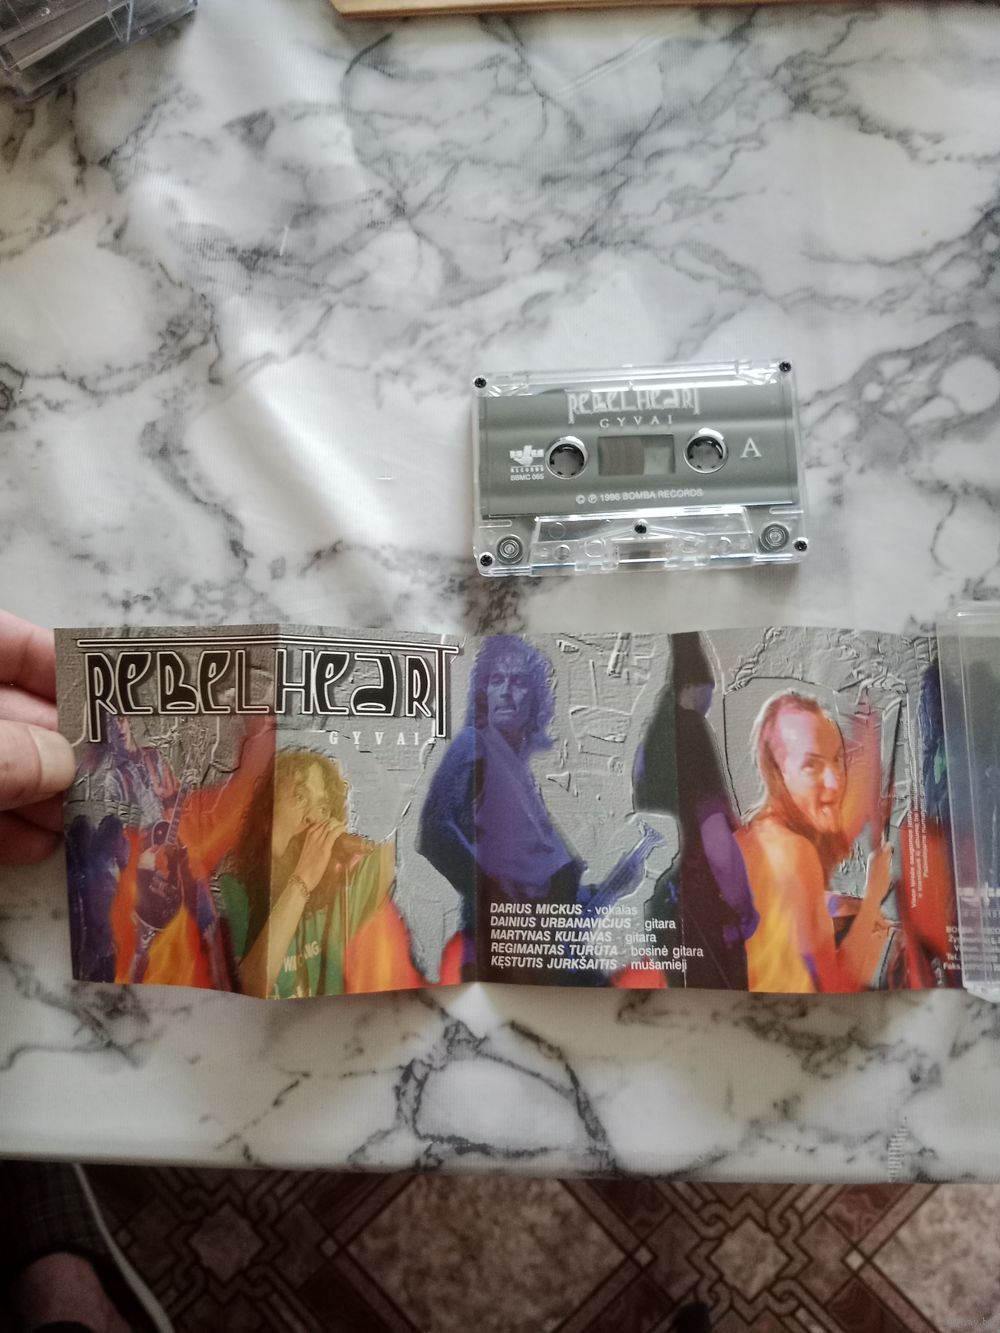 REBELHEART
GYVAI
RECORDS
BBMC 065
A
© ℗ 1996 BOMBA RECORDS
REBELHEART
GYVAI
DARIUS MICKUS - vokalas
DAINIUS URBANAVIČIUS - gitara
MARTYNAS KULIAVAS - gitara
REGIMANTAS TURŪTA - bosinė gitara
KĘSTUTIS JURKŠAITIS - mušamieji